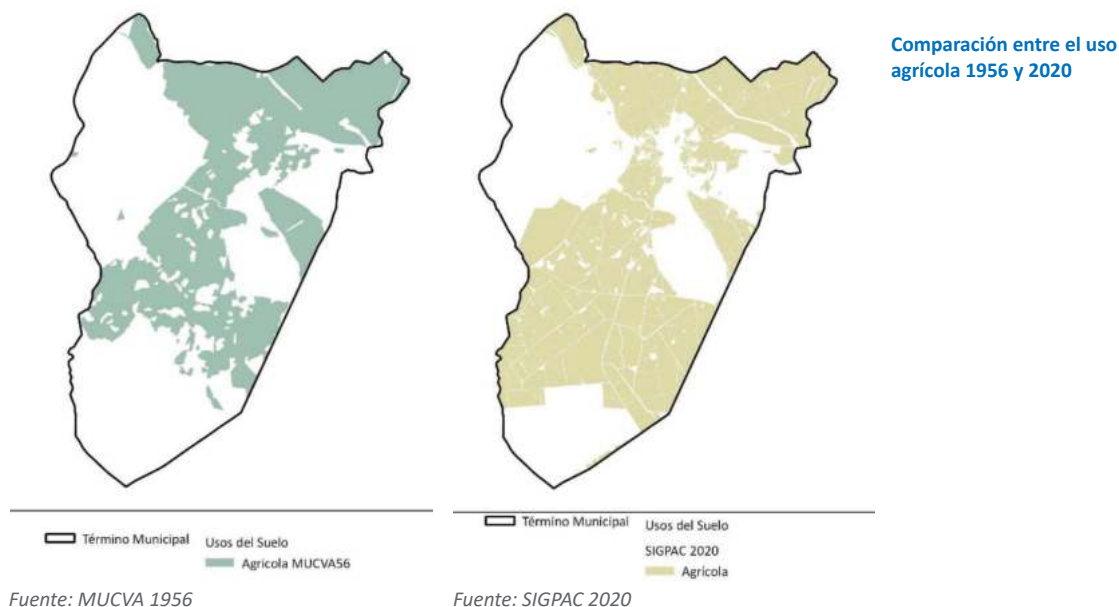 Comparación entre el uso
agrícola 1956 y 2020
Término Municipal
Usos del Suelo
Agricola MUCVA56
Término Municipal
Usos del Suelo
SIGPAC 2020
Agrícola
Fuente: MUCVA 1956
Fuente: SIGPAC 2020